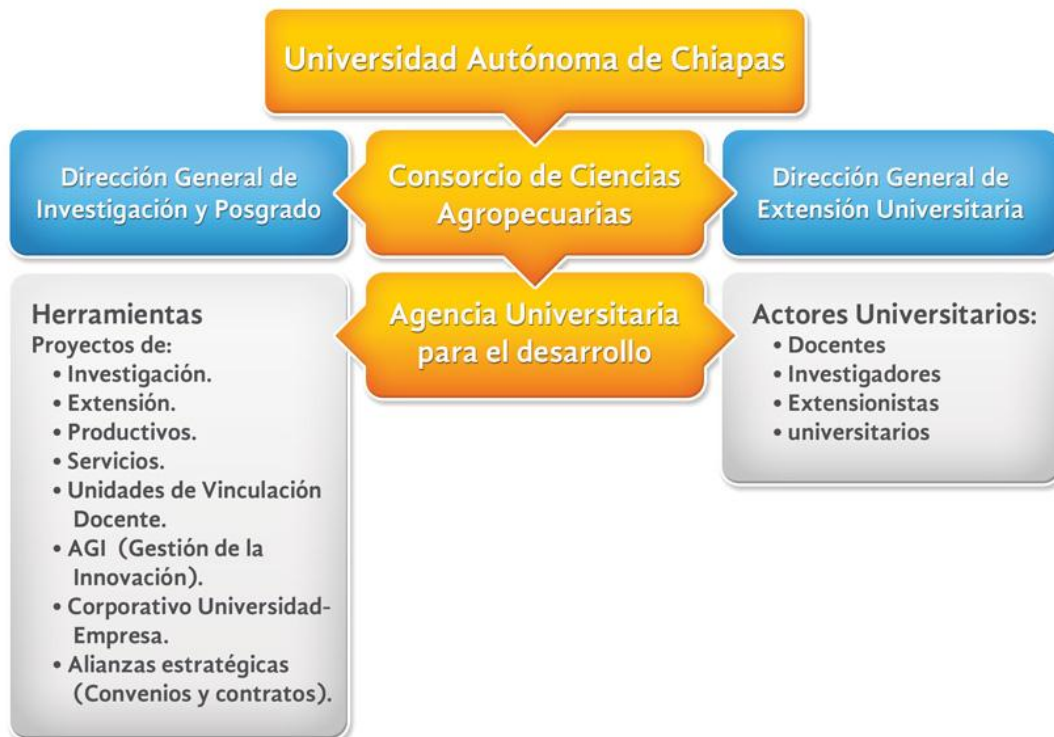 Universidad Autónoma de Chiapas
Dirección General de
Investigación y Posgrado
Consorcio de Ciencias
Agropecuarias
Dirección General de
Extensión Universitaria
Herramientas
Proyectos de:
• Investigación.
• Extensión.
• Productivos.
• Servicios.
• Unidades de Vinculación
Docente.
• AGI (Gestión de la
Innovación).
• Corporativo Universidad-
Empresa.
• Alianzas estratégicas
(Convenios y contratos).
Agencia Universitaria
para el desarrollo
Actores Universitarios:
• Docentes
• Investigadores
• Extensionistas
• universitarios